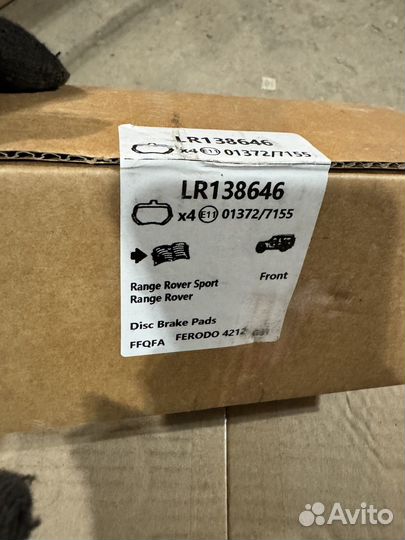 LR138646
x4 E11 01372/7155
LR138646
x4 E11 01372/7155
Range Rover Sport
Range Rover
Front
Disc Brake Pads
FFQFA FERODO 4212
Avito